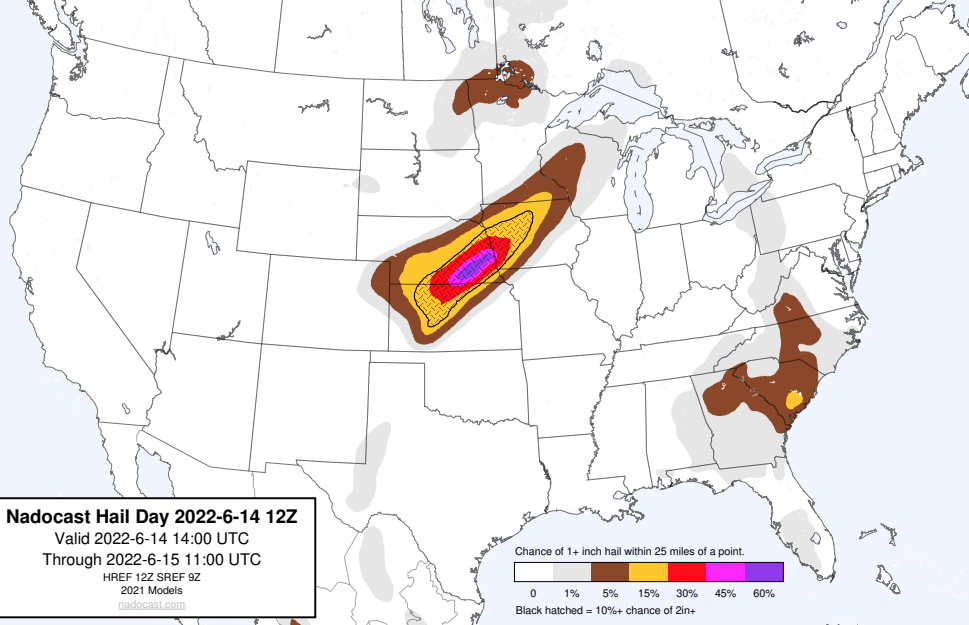 Nadocast Hail Day 2022-6-14 12Z
Valid 2022-6-14 14:00 UTC
Through 2022-6-15 11:00 UTC
HREF 12Z SREF 9Z
2021 Models
nadocast.com
Chance of 1+ inch hail within 25 miles of a point.
0 1% 5% 15% 30% 45% 60%
Black hatched = 10%+ chance of 2in+